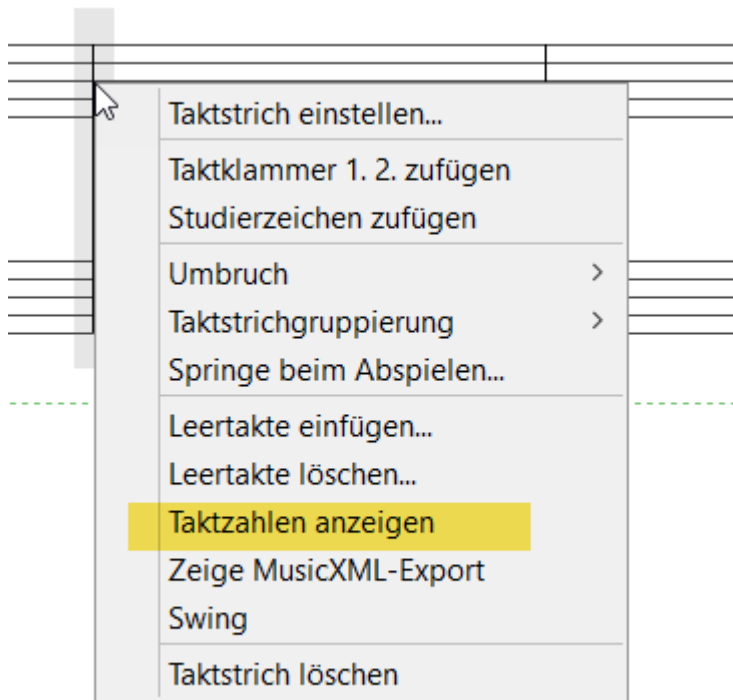 Taktstrich einstellen...
Taktklammer 1. 2. zufügen
Studierzeichen zufügen
Umbruch
Taktstrichgruppierung
Springe beim Abspielen...
Leertakte einfügen...
Leertakte löschen...
Taktzahlen anzeigen
Zeige MusicXML-Export
Swing
Taktstrich löschen